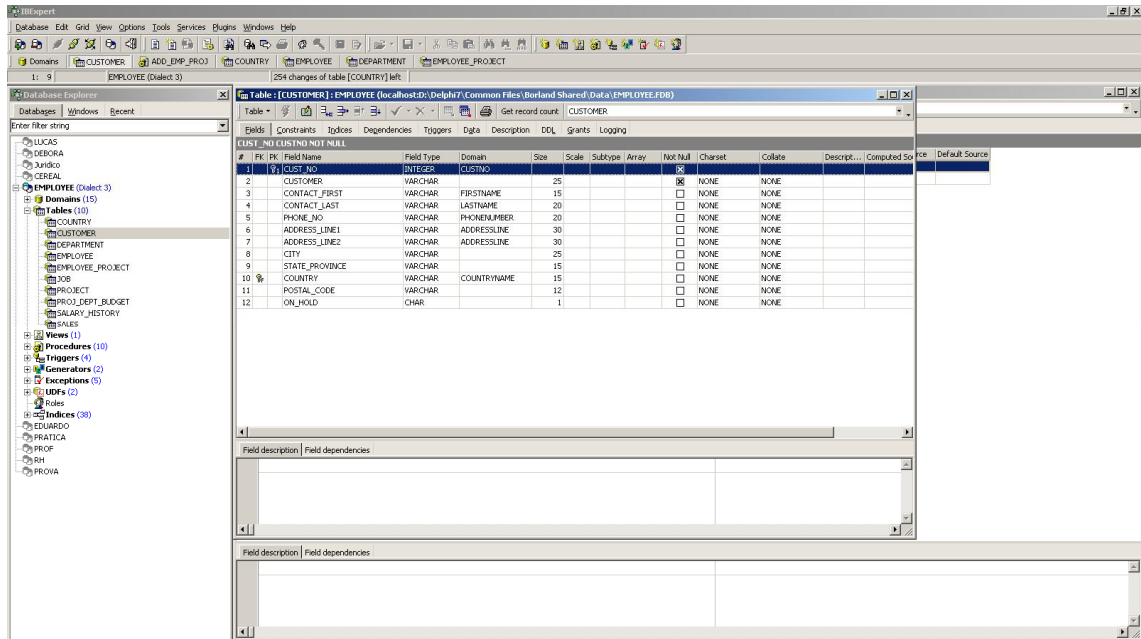 IBExpert
Database Edit Grid View Options Tools Services Plugins Windows Help
Domains CUSTOMER ADD_EMP_PROJ COUNTRY EMPLOYEE DEPARTMENT EMPLOYEE_PROJECT
1: 9 EMPLOYEE (Dialect 3) 254 changes of table [COUNTRY] left
Database Explorer
Databases Windows Recent
Enter filter string
LUCAS
DEBORA
Juridico
CEREAL
EMPLOYEE (Dialect 3)
Domains (15)
Tables (10)
COUNTRY
CUSTOMER
DEPARTMENT
EMPLOYEE
EMPLOYEE_PROJECT
JOB
PROJECT
PROJ_DEPT_BUDGET
SALARY_HISTORY
SALES
Views (1)
Procedures (10)
Triggers (4)
Generators (2)
Exceptions (5)
UDFs (2)
Roles
Indices (38)
EDUARDO
PRATICA
PROF
RH
PROVA
Table : [CUSTOMER] : EMPLOYEE (localhost:D:\Delphi7\Common Files\Borland Shared\Data\EMPLOYEE.FDB)
Table Get record count CUSTOMER
Fields Constraints Indices Dependencies Triggers Data Description DDL Grants Logging
CUST_NO CUSTNO NOT NULL
# FK PK Field Name Field Type Domain Size Scale Subtype Array Not Null Charset Collate Descript... Computed So
1 1 CUST_NO INTEGER CUSTNO
2 CUSTOMER VARCHAR 25 NONE NONE
3 CONTACT_FIRST VARCHAR FIRSTNAME 15 NONE NONE
4 CONTACT_LAST VARCHAR LASTNAME 20 NONE NONE
5 PHONE_NO VARCHAR PHONENUMBER 20 NONE NONE
6 ADDRESS_LINE1 VARCHAR ADDRESSLINE 30 NONE NONE
7 ADDRESS_LINE2 VARCHAR ADDRESSLINE 30 NONE NONE
8 CITY VARCHAR 25 NONE NONE
9 STATE_PROVINCE VARCHAR 15 NONE NONE
10 COUNTRY VARCHAR COUNTRYNAME 15 NONE NONE
11 POSTAL_CODE VARCHAR 12 NONE NONE
12 ON_HOLD CHAR 1 NONE NONE
Field description Field dependencies
rce Default Source
Field description Field dependencies